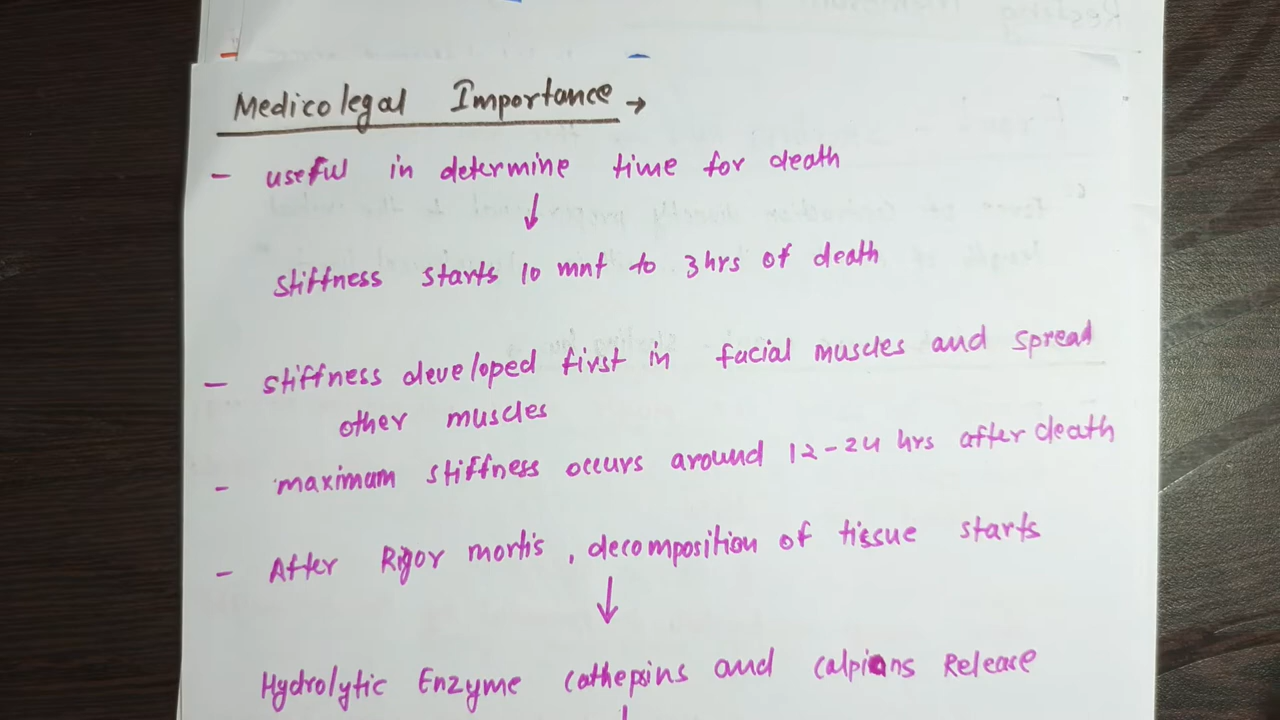 Medicolegal Importance →
- useful in determine time for death
↓
stiffness starts 10 mnt to 3hrs of death
- stiffness developed first in facial muscles and spread
other muscles
- maximum stiffness occurs around 12-24 hrs after death
- After Rigor mortis, decomposition of tissue starts
↓
Hydrolytic Enzyme cathepsins and calpians Release